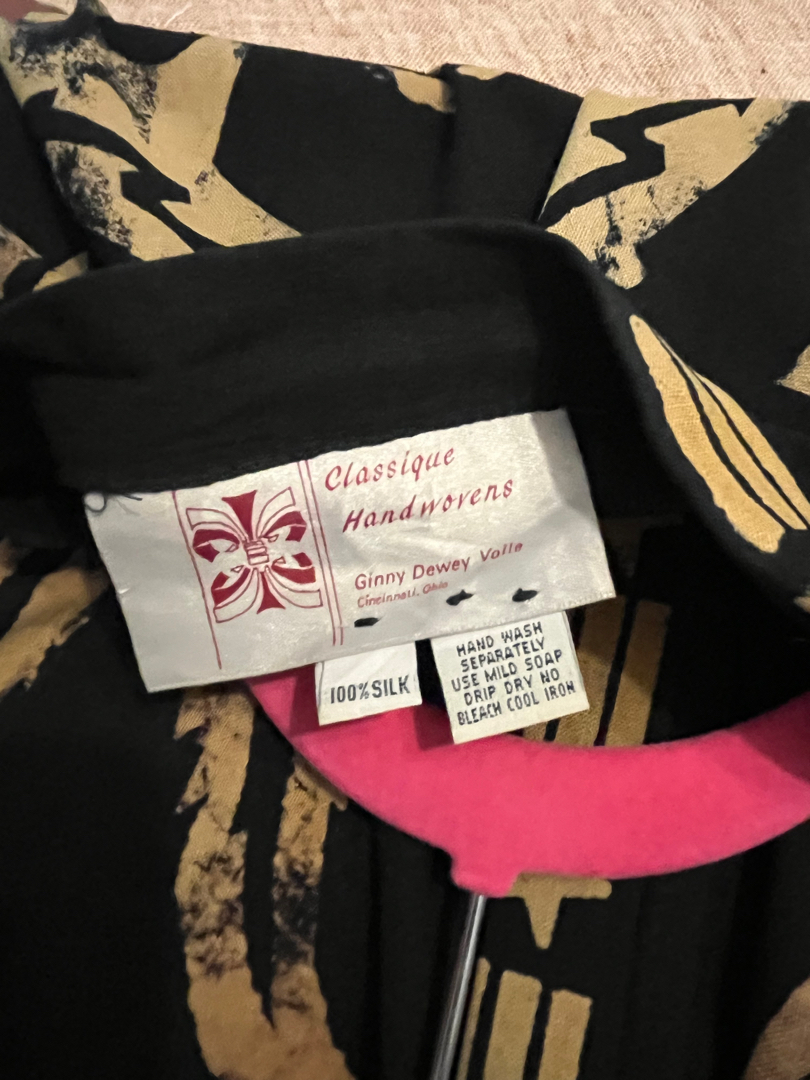 Classique
Handwovens
Ginny Dewey Volle
Cincinnati, Ohio
100% SILK
HAND WASH
SEPARATELY
USE MILD SOAP
DRIP DRY NO
BLEACH COOL IRON